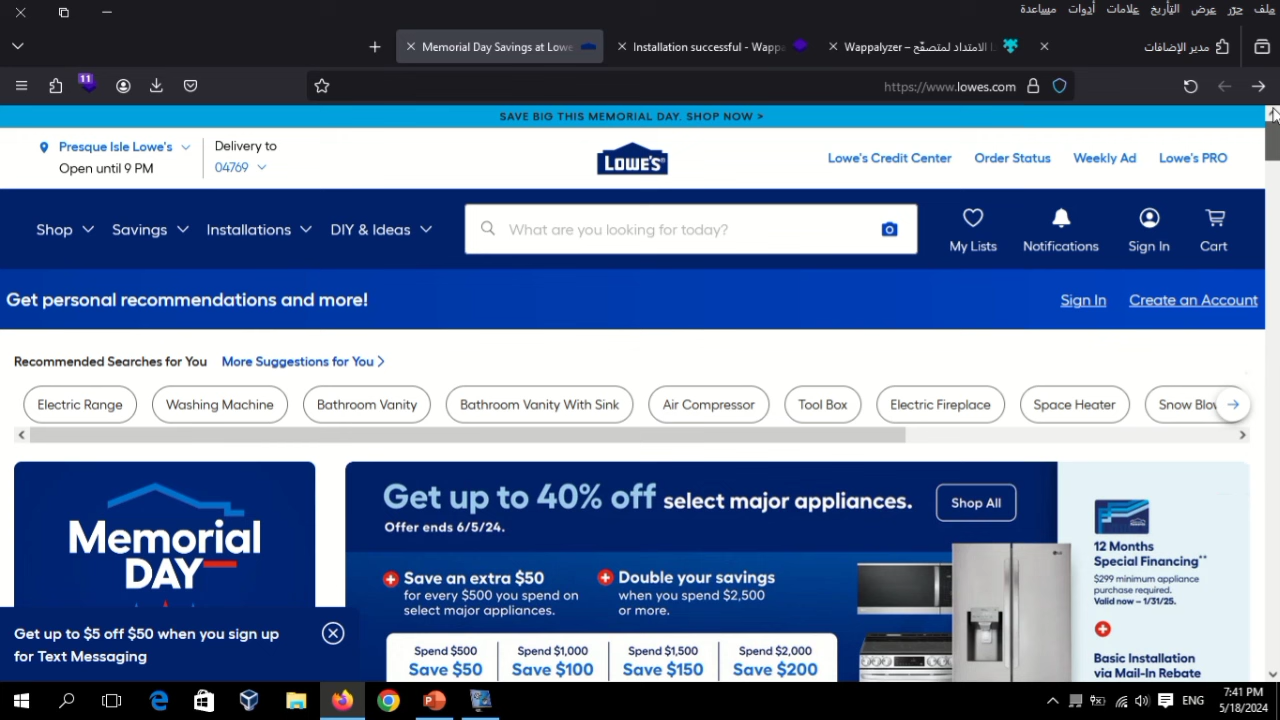 ملف حرّر عرض التأريخ علامات أدوات مساعدة
Memorial Day Savings at Lowe
Installation successful - Wappa
Wappalyzer – الامتداد لمتصفّح
مدير الإضافات
11
https://www.lowes.com
SAVE BIG THIS MEMORIAL DAY. SHOP NOW >
Presque Isle Lowe's
Open until 9 PM
Delivery to
04769
LOWE'S
Lowe's Credit Center
Order Status
Weekly Ad
Lowe's PRO
Shop
Savings
Installations
DIY & Ideas
What are you looking for today?
My Lists
Notifications
Sign In
Cart
Get personal recommendations and more!
Sign In
Create an Account
Recommended Searches for You
More Suggestions for You
Electric Range
Washing Machine
Bathroom Vanity
Bathroom Vanity With Sink
Air Compressor
Tool Box
Electric Fireplace
Space Heater
Snow Blov
Memorial
DAY
Get up to 40% off select major appliances.
Offer ends 6/5/24.
Shop All
Save an extra $50
for every $500 you spend on
select major appliances.
Double your savings
when you spend $2,500
or more.
Spend $500
Save $50
Spend $1,000
Save $100
Spend $1,500
Save $150
Spend $2,000
Save $200
LG
12 Months
Special Financing**
$299 minimum appliance
purchase required.
Valid now – 1/31/25.
Basic Installation
via Mail-In Rebate
Get up to $5 off $50 when you sign up
for Text Messaging
ENG
7:41 PM
5/18/2024